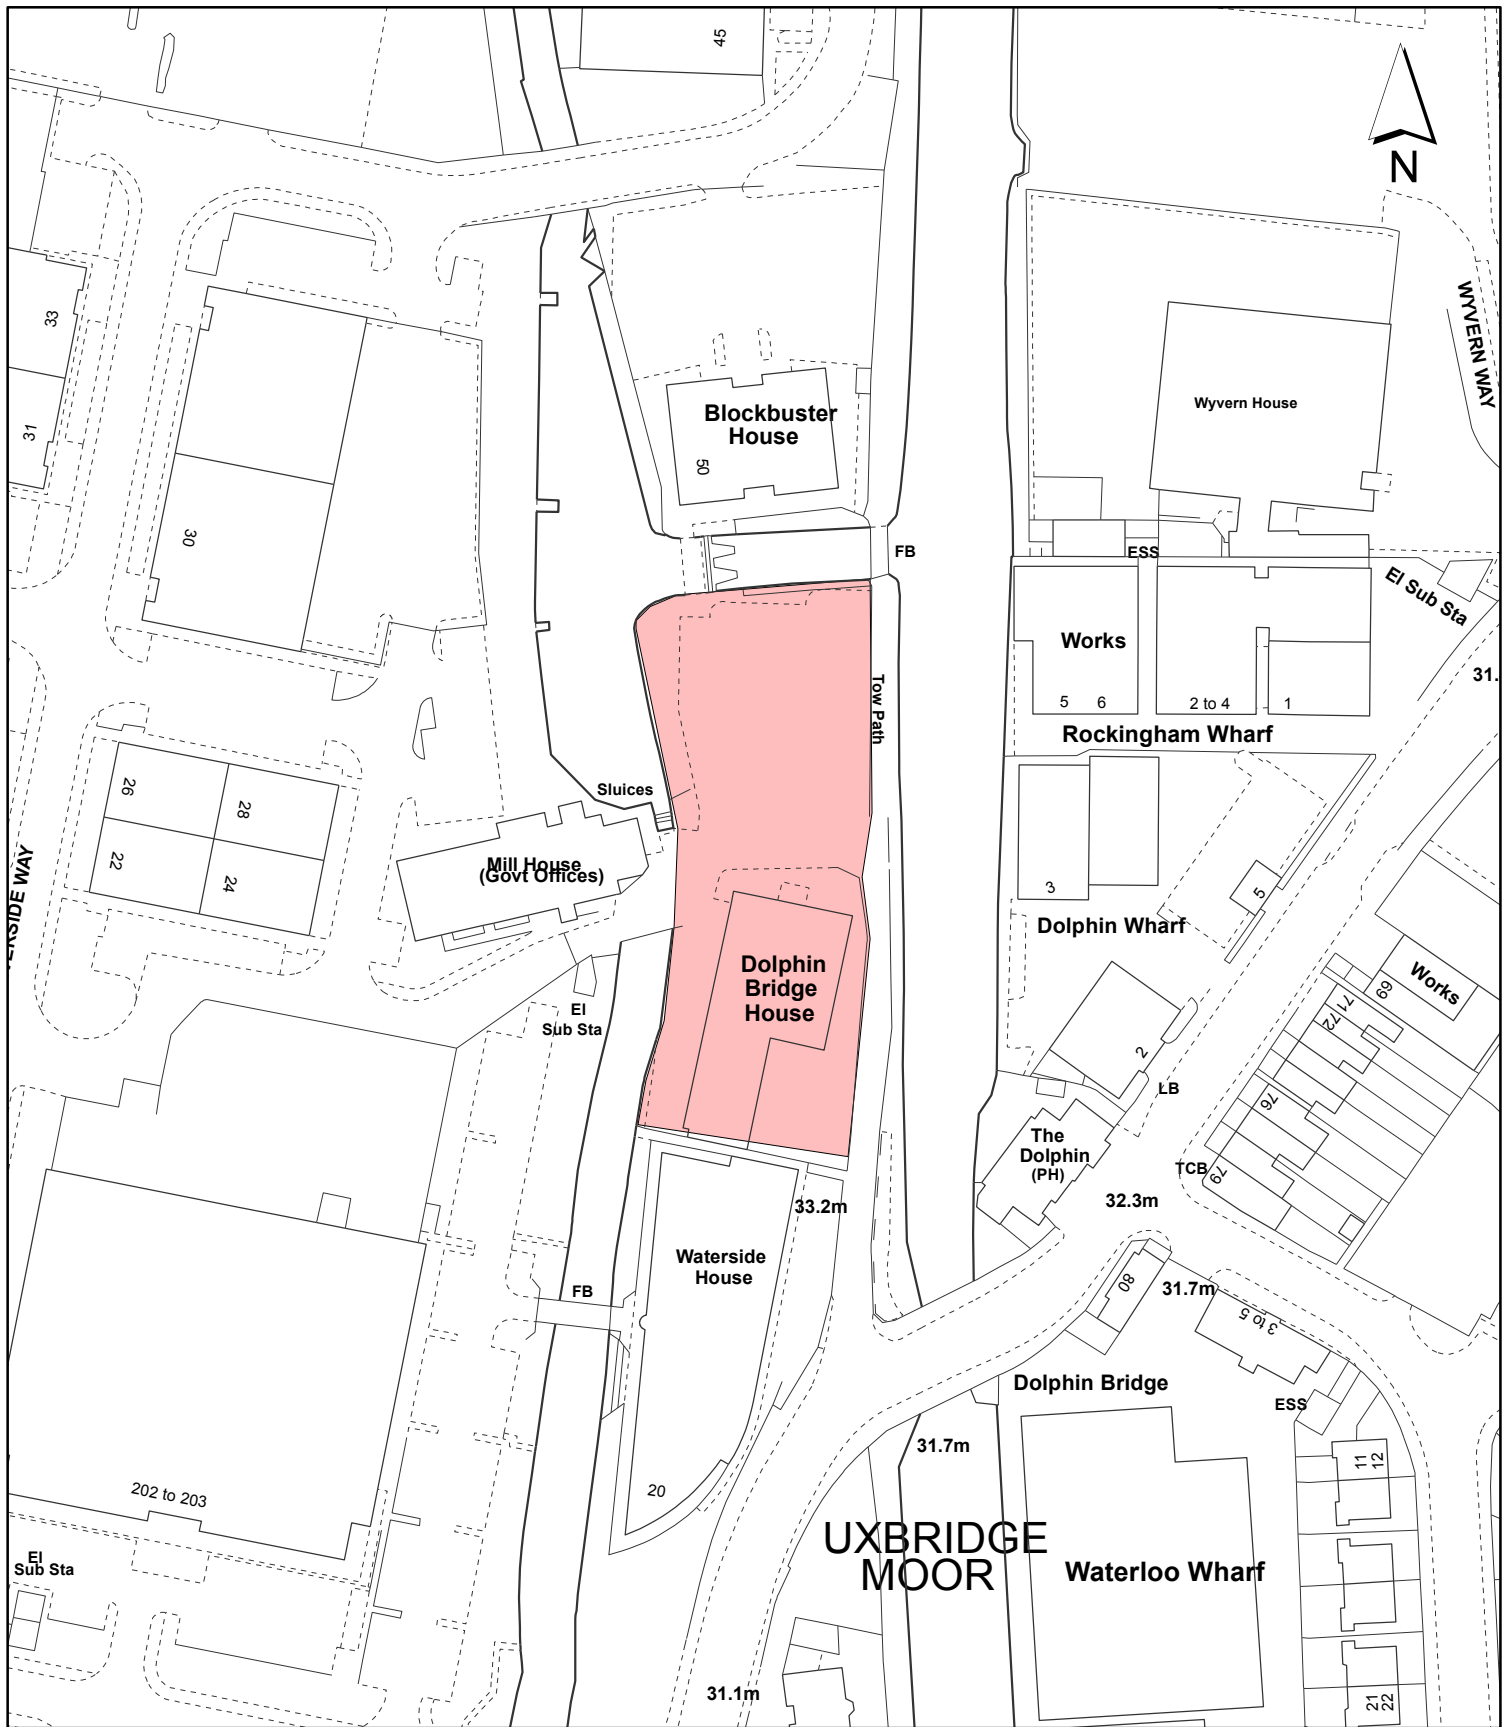 45
N
33
31
30
WYVERN WAY
Blockbuster
House
50
Wyvern House
FB
ESS
El Sub Sta
Works
5
6
2 to 4
1
31.
Rockingham Wharf
Tow Path
Sluices
26
28
22
24
Mill House
(Govt Offices)
ERSIDE WAY
3
5
Dolphin Wharf
Works
69
71
72
Dolphin
Bridge
House
El
Sub Sta
2
LB
76
The
Dolphin
(PH)
TCB
79
33.2m
32.3m
Waterside
House
FB
80
31.7m
3 to 5
Dolphin Bridge
ESS
31.7m
11
12
202 to 203
20
UXBRIDGE
MOOR
Waterloo Wharf
El
Sub Sta
31.1m
21
22